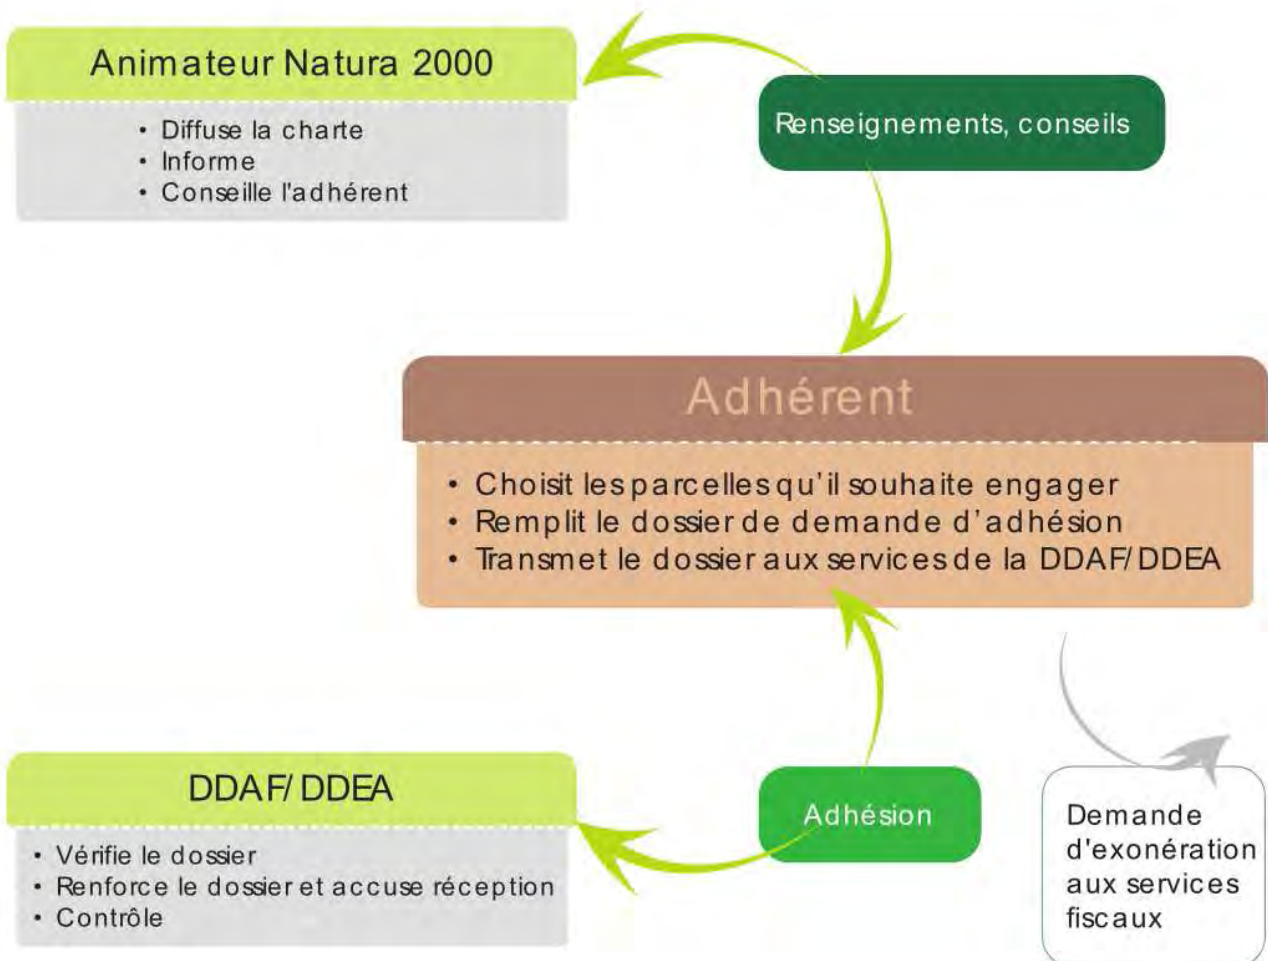 Animateur Natura 2000
• Diffuse la charte
• Informe
• Conseille l'adhérent
Renseignements, conseils
Adhérent
• Choisit les parcelles qu'il souhaite engager
• Remplit le dossier de demande d'adhésion
• Transmet le dossier aux services de la DDAF/DDEA
DDAF/DDEA
• Vérifie le dossier
• Renforce le dossier et accuse réception
• Contrôle
Adhésion
Demande
d'exonération
aux services
fiscaux